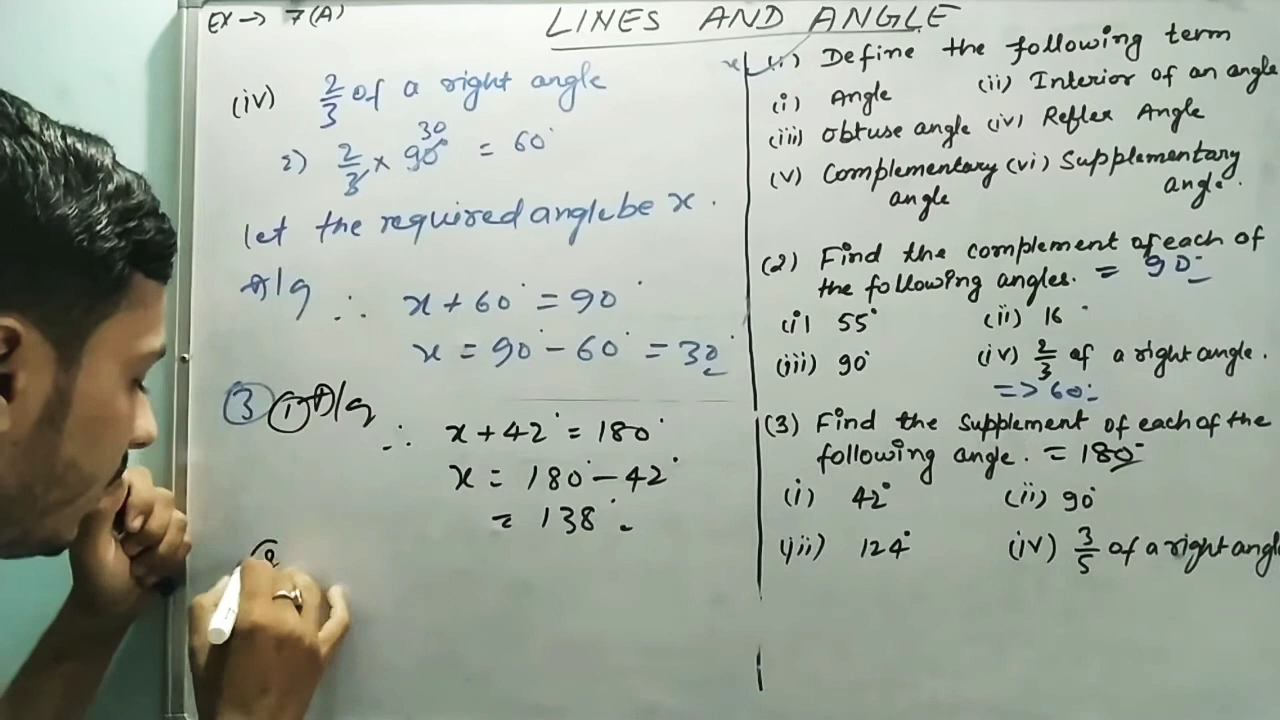 EX → 7(A)
LINES AND ANGLE
(iv) 2/3 of a right angle
30
2/3 × 90° = 60°
let the required angle be x.
A/q ∴ x + 60° = 90°
x = 90° - 60° = 30°
③ ① A/q
∴ x + 42° = 180°
x = 180° - 42°
= 138°
(i) Define the following term
(i) Angle (ii) Interior of an angle
(iii) Obtuse angle (iv) Reflex Angle
(v) Complementary angle (vi) Supplementary angle.
(2) Find the complement of each of
the following angles. = 90°
(i) 55° (ii) 16°
(iii) 90° (iv) 2/3 of a right angle.
=> 60°
(3) Find the supplement of each of the
following angle. = 180°
(i) 42° (ii) 90°
(iii) 124° (iv) 3/5 of a right angl